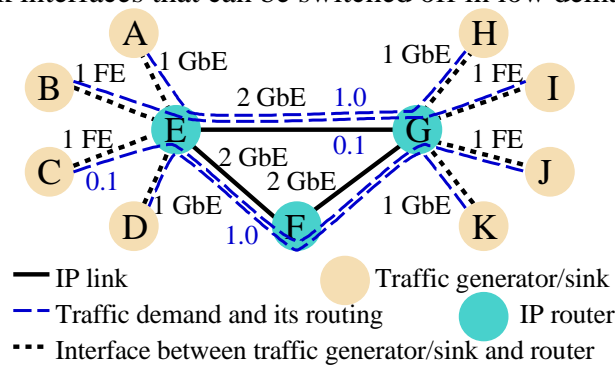 k interfaces that can be switched off in low dema
A
H
1 GbE
1 GbE
B
1 FE
2 GbE
1.0
1 FE
I
E
G
1 FE
0.1
1 FE
C
2 GbE
2 GbE
J
0.1
D
1 GbE
1.0
F
1 GbE
K
IP link
Traffic generator/sink
Traffic demand and its routing
IP router
Interface between traffic generator/sink and router